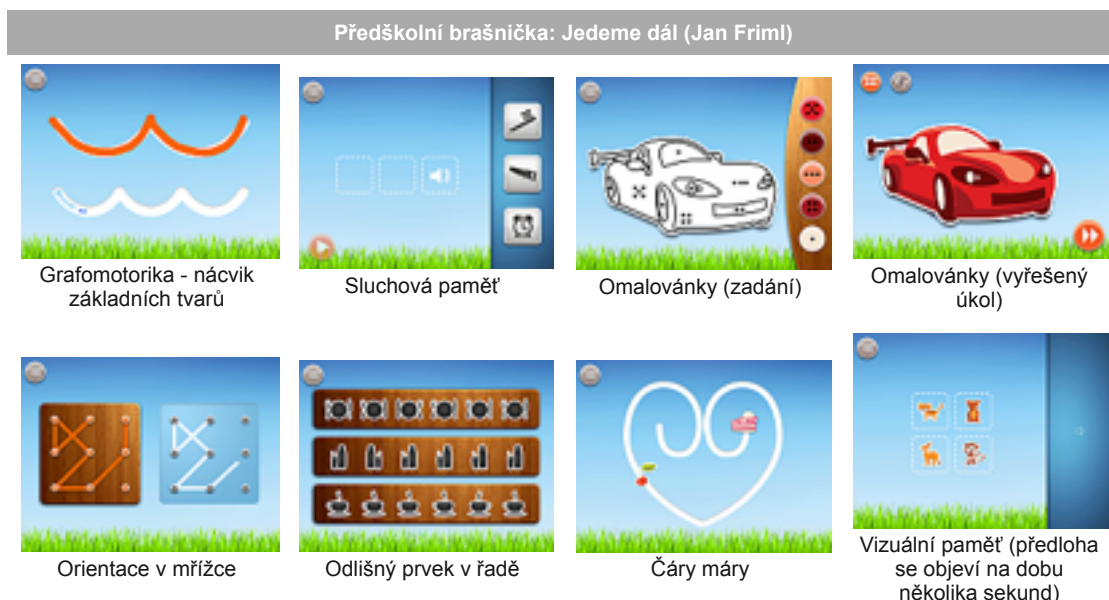 Předškolní brašnička: Jedeme dál (Jan Friml)
Grafomotorika - nácvik
základních tvarů
Sluchová paměť
Omalovánky (zadání)
Omalovánky (vyřešený
úkol)
Orientace v mřížce
Odlišný prvek v řadě
Čáry máry
Vizuální paměť (předloha
se objeví na dobu
několika sekund)